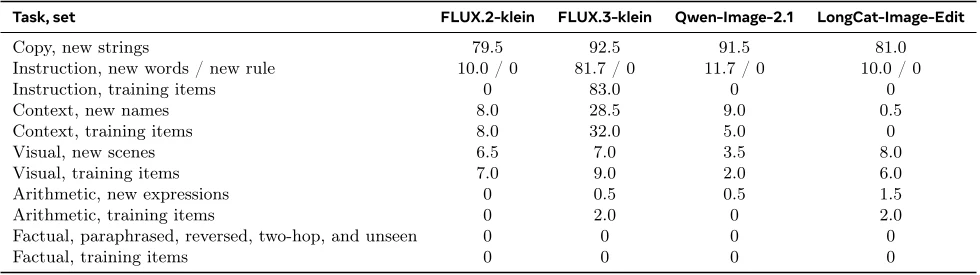 Task, set FLUX.2-klein FLUX.3-klein Qwen-Image-2.1 LongCat-Image-Edit
Copy, new strings 79.5 92.5 91.5 81.0
Instruction, new words / new rule 10.0 / 0 81.7 / 0 11.7 / 0 10.0 / 0
Instruction, training items 0 83.0 0 0
Context, new names 8.0 28.5 9.0 0.5
Context, training items 8.0 32.0 5.0 0
Visual, new scenes 6.5 7.0 3.5 8.0
Visual, training items 7.0 9.0 2.0 6.0
Arithmetic, new expressions 0 0.5 0.5 1.5
Arithmetic, training items 0 2.0 0 2.0
Factual, paraphrased, reversed, two-hop, and unseen 0 0 0 0
Factual, training items 0 0 0 0